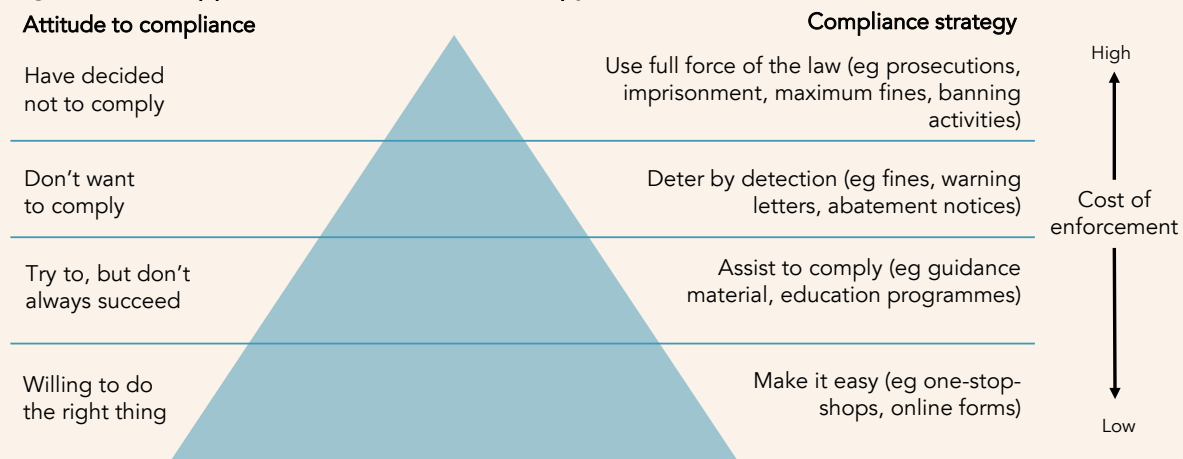 Attitude to compliance
Compliance strategy
Have decided
not to comply
Use full force of the law (eg prosecutions,
imprisonment, maximum fines, banning
activities)
Don't want
to comply
Deter by detection (eg fines, warning
letters, abatement notices)
Try to, but don't
always succeed
Assist to comply (eg guidance
material, education programmes)
Willing to do
the right thing
Make it easy (eg one-stop-
shops, online forms)
High
Cost of
enforcement
Low